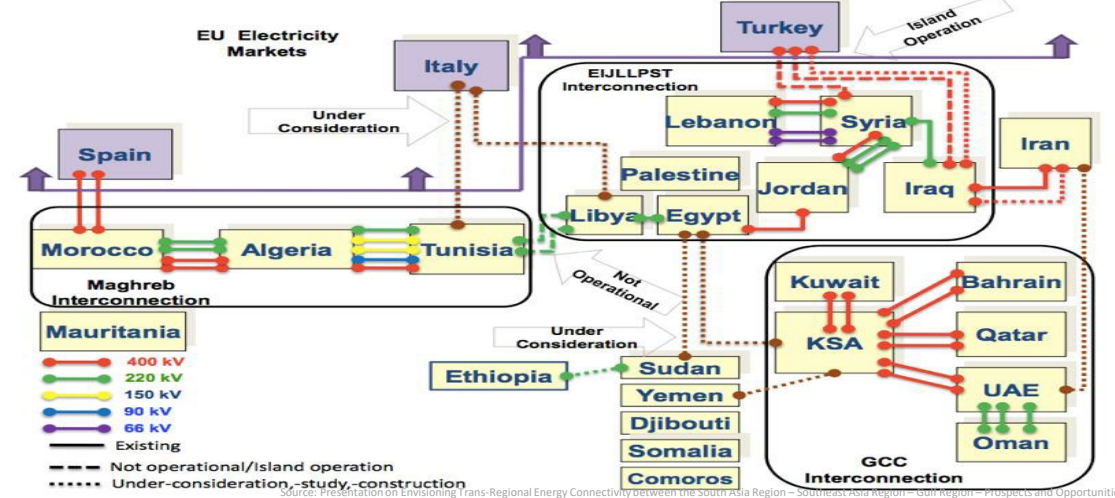 EU Electricity
Markets
Turkey
Island
Operation
Italy
EIJLLPST
Interconnection
Under
Consideration
Lebanon
Syria
Iran
Spain
Palestine
Jordan
Iraq
Libya
Egypt
Morocco
Algeria
Tunisia
Maghreb
Interconnection
Not
Operational
Kuwait
Bahrain
Mauritania
Under
Consideration
KSA
Qatar
400 kV
220 kV
150 kV
90 kV
66 kV
Existing
Not operational/Island operation
Under-consideration,-study,-construction
Ethiopia
Sudan
Yemen
Djibouti
Somalia
Comoros
UAE
Oman
GCC
Interconnection
Source: Presentation on Envisioning Trans-Regional Energy Connectivity between the South Asia Region – Southeast Asia Region – Gulf Region – Prospects and Opportunity